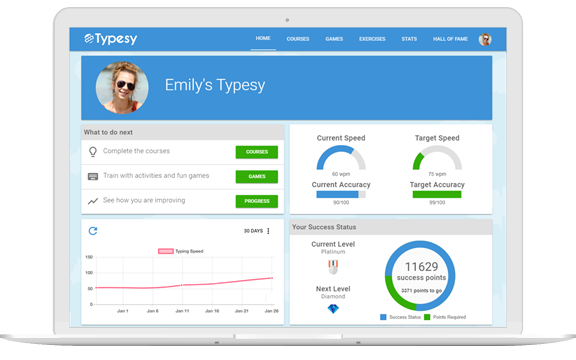 Typesy
HOME COURSES GAMES EXERCISES STATS HALL OF FAME
Emily's Typesy
What to do next
Complete the courses COURSES
Train with activities and fun games GAMES
See how you are improving PROGRESS
Current Speed Target Speed
60 wpm 75 wpm
Current Accuracy Target Accuracy
90/100 99/100
30 DAYS
Typing Speed
150
100
50
0
Jan 1 Jan 6 Jan 11 Jan 16 Jan 21 Jan 26
Your Success Status
Current Level
Platinum
Next Level
Diamond
11629
success points
3371 points to go
Success Status Points Required